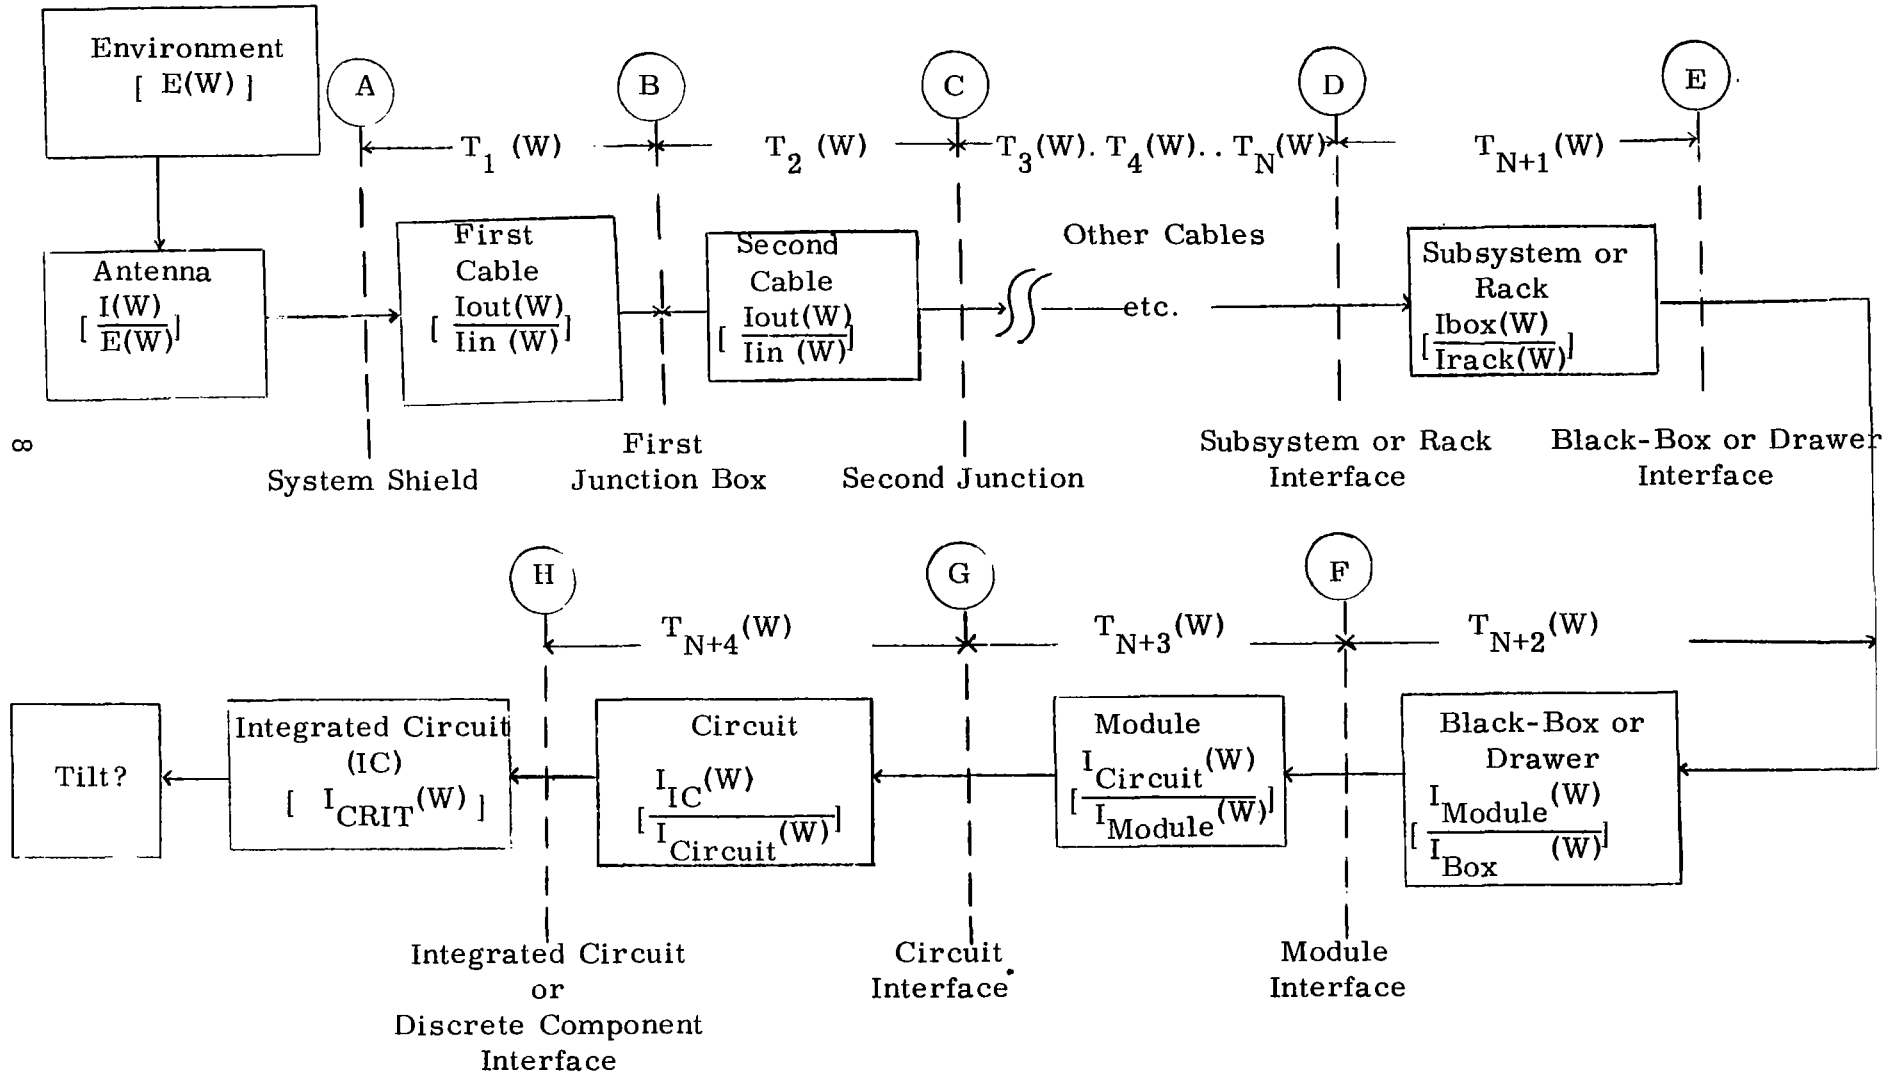 Environment
[ E(W) ]
A
B
C
D
E
T1 (W)
T2 (W)
T3(W). T4(W). . TN(W)
TN+1(W)
Antenna
[ I(W)
E(W) ]
First
Cable
[ Iout(W)
Iin (W) ]
Second
Cable
[ Iout(W)
Iin (W) ]
Other Cables
etc.
Subsystem or
Rack
[ Ibox(W)
Irack(W) ]
8
System Shield
First
Junction Box
Second Junction
Subsystem or Rack
Interface
Black-Box or Drawer
Interface
H
G
F
TN+4(W)
TN+3(W)
TN+2(W)
Tilt?
Integrated Circuit
(IC)
[ ICRIT(W) ]
Circuit
[ IIC(W)
ICircuit(W) ]
Module
[ ICircuit(W)
IModule(W) ]
Black-Box or
Drawer
[ IModule(W)
IBox (W) ]
Integrated Circuit
or
Discrete Component
Interface
Circuit
Interface
Module
Interface